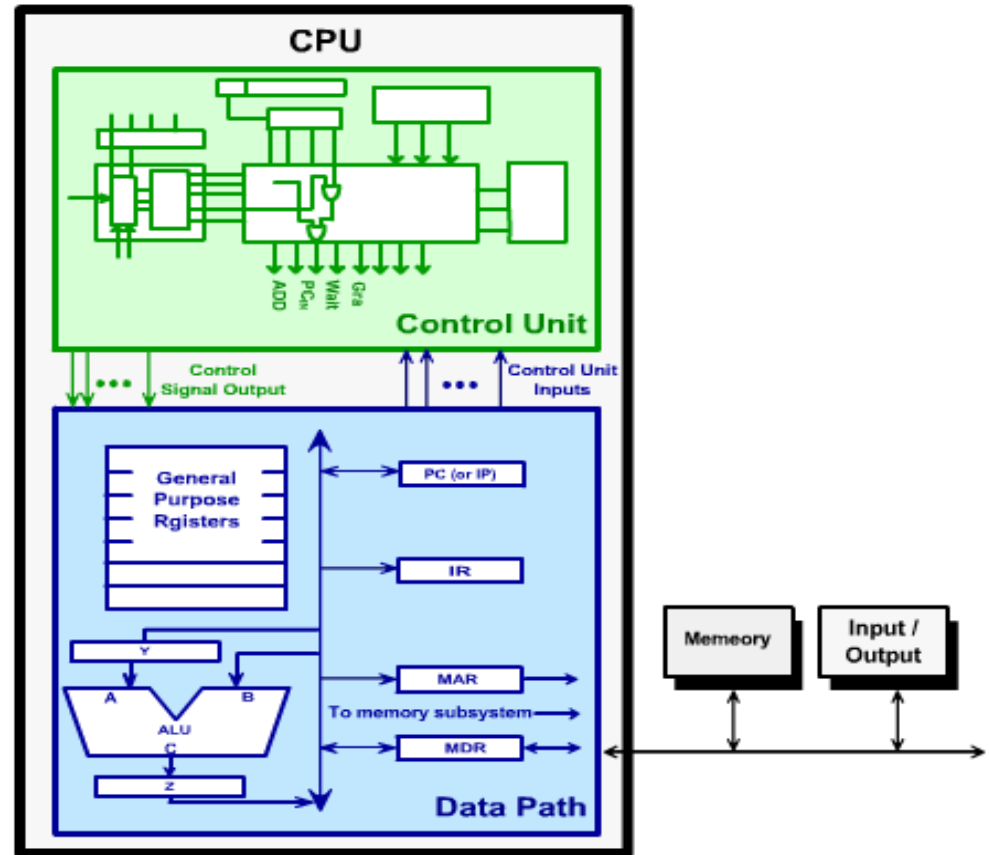 CPU
ADD
PCIN
Wait
Gra
Control Unit
Control
Signal Output
Control Unit
Inputs
General
Purpose
Rgisters
PC (or IP)
IR
Y
A
B
ALU
C
Z
MAR
To memory subsystem
MDR
Data Path
Memeory
Input /
Output